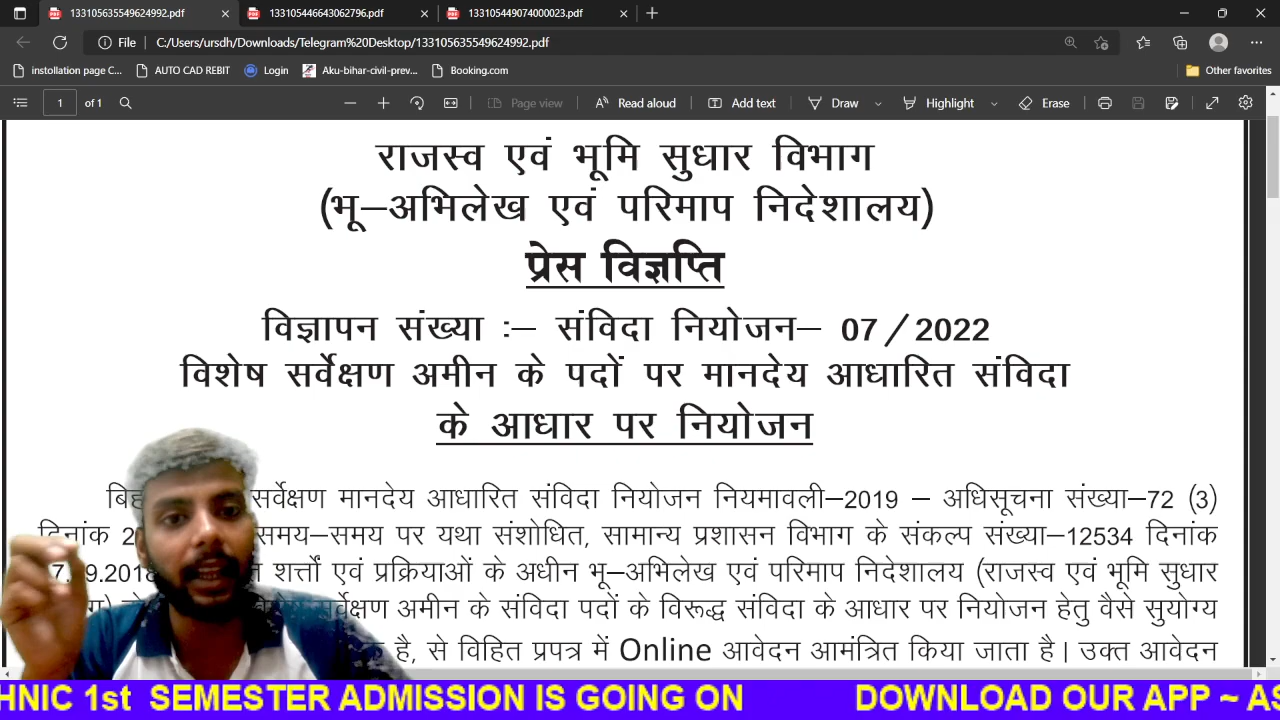 133105635549624992.pdf
133105446643062796.pdf
133105449074000023.pdf
File C:/Users/ursdh/Downloads/Telegram%20Desktop/133105635549624992.pdf
instollation page C...
AUTO CAD REBIT
Login
Aku-bihar-civil-prev...
Booking.com
Other favorites
1 of 1
Page view
Read aloud
Add text
Draw
Highlight
Erase
राजस्व एवं भूमि सुधार विभाग
(भू–अभिलेख एवं परिमाप निदेशालय)
प्रेस विज्ञप्ति
विज्ञापन संख्या :– संविदा नियोजन– 07/2022
विशेष सर्वेक्षण अमीन के पदों पर मानदेय आधारित संविदा
के आधार पर नियोजन
सर्वेक्षण मानदेय आधारित संविदा नियोजन नियमावली–2019 – अधिसूचना संख्या–72 (3)
दिनांक समय–समय पर यथा संशोधित, सामान्य प्रशासन विभाग के संकल्प संख्या–12534 दिनांक
शर्त्तों एवं प्रक्रियाओं के अधीन भू–अभिलेख एवं परिमाप निदेशालय (राजस्व एवं भूमि सुधार
सर्वेक्षण अमीन के संविदा पदों के विरूद्ध संविदा के आधार पर नियोजन हेतु वैसे सुयोग्य
है, से विहित प्रपत्र में Online आवेदन आमंत्रित किया जाता है। उक्त आवेदन
HNIC 1st SEMESTER ADMISSION IS GOING ON DOWNLOAD OUR APP ~ AS